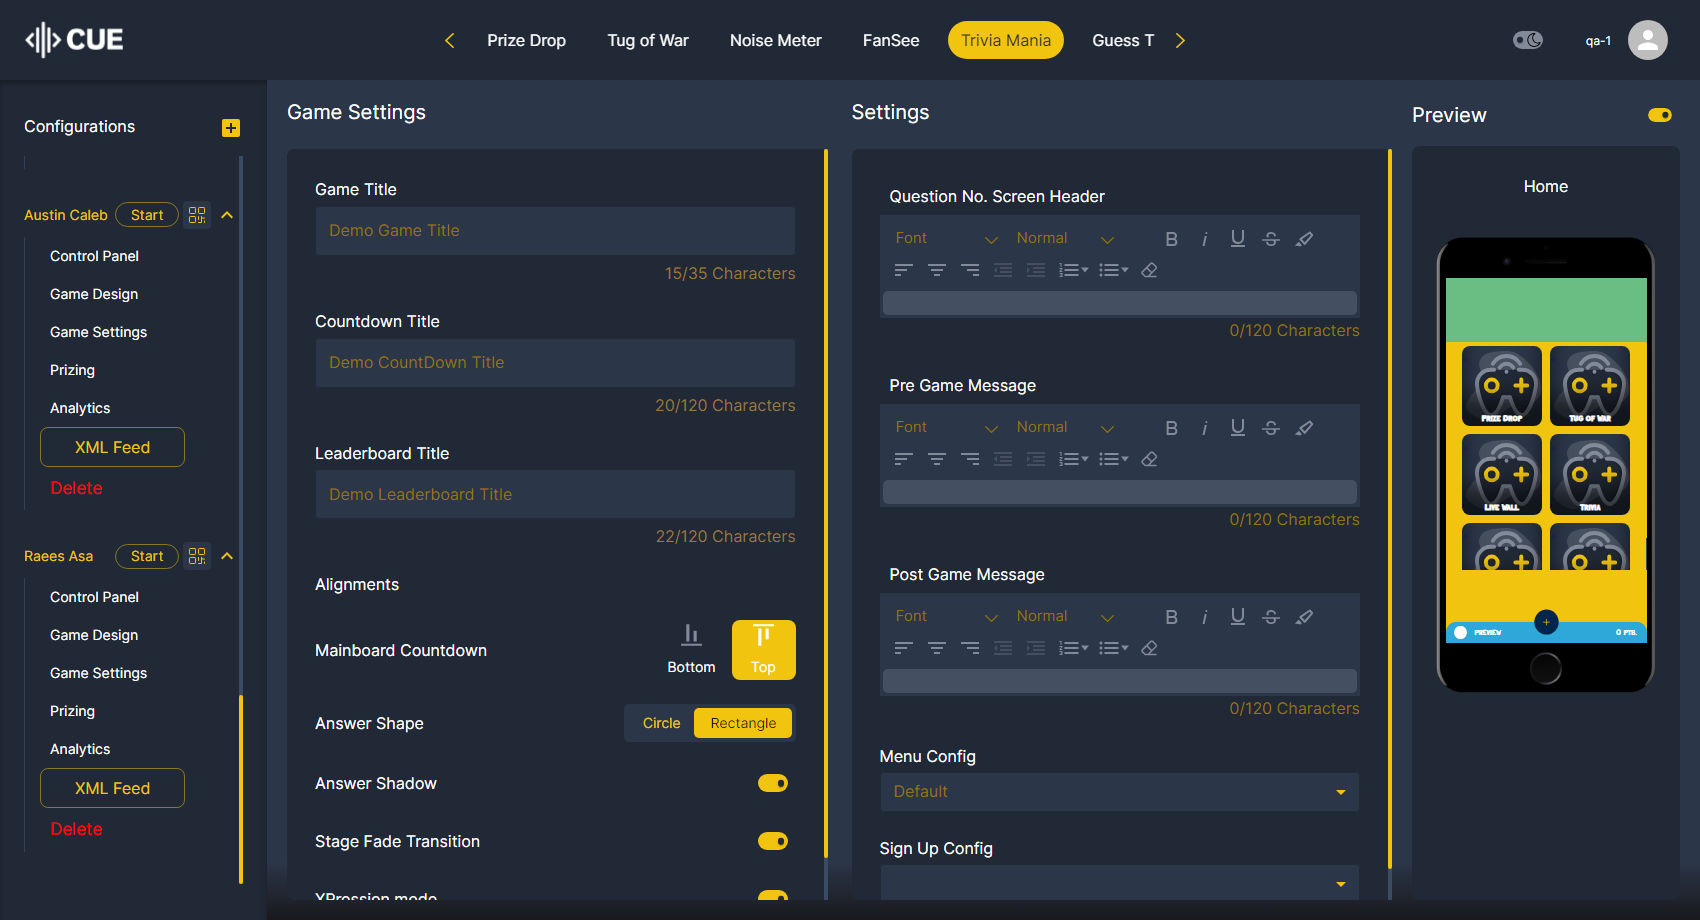 CUE
Prize Drop
Tug of War
Noise Meter
FanSee
Trivia Mania
Guess T
qa-1
Configurations
Austin Caleb
Start
Control Panel
Game Design
Game Settings
Prizing
Analytics
XML Feed
Delete
Raees Asa
Start
Control Panel
Game Design
Game Settings
Prizing
Analytics
XML Feed
Delete
Game Settings
Game Title
Demo Game Title
15/35 Characters
Countdown Title
Demo CountDown Title
20/120 Characters
Leaderboard Title
Demo Leaderboard Title
22/120 Characters
Alignments
Mainboard Countdown
Bottom
Top
Answer Shape
Circle
Rectangle
Answer Shadow
Stage Fade Transition
XPression mode
Settings
Question No. Screen Header
Font
Normal
B i U S
0/120 Characters
Pre Game Message
Font
Normal
B i U S
0/120 Characters
Post Game Message
Font
Normal
B i U S
0/120 Characters
Menu Config
Default
Sign Up Config
Preview
Home
PRIZE DROP
TUG OF WAR
LIVE WALL
TRIVIA
PREVIEW
0 PTS.